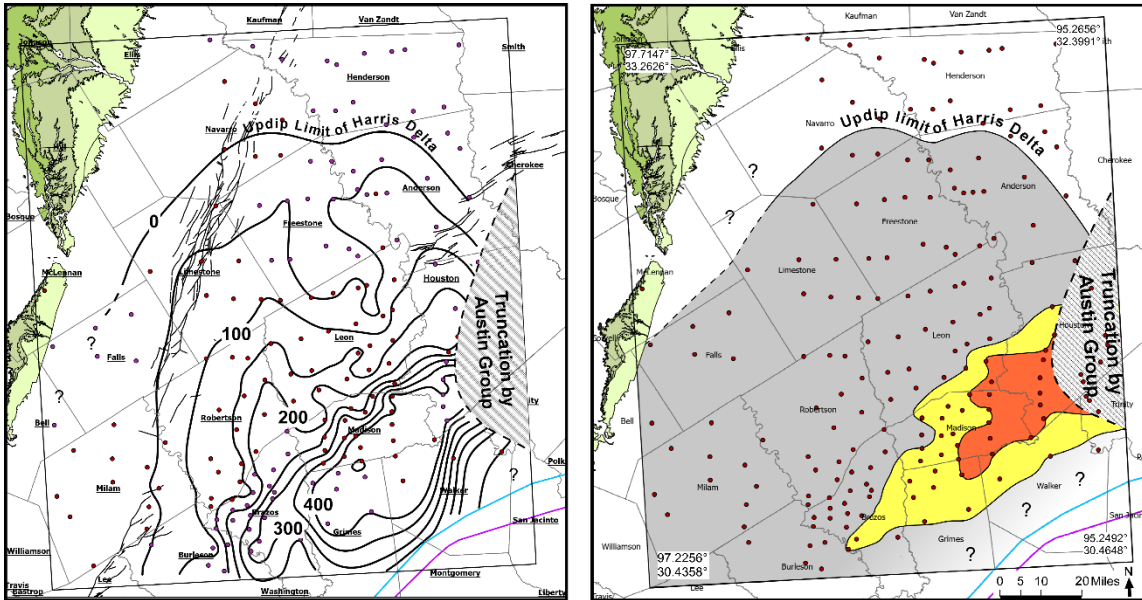 Kaufman
Van Zandt
Johnson
Ellis
Smith
Henderson
Navarro
Updip Limit of Harris Delta
Cherokee
Anderson
Bosque
0
Freestone
McLennan
Limestone
Houston
Truncation by
Austin Group
100
Leon
?
Falls
?
200
Robertson
Bell
Madison
Polk
?
Milam
Walker
400
Brazos
300
Grimes
San Jacinto
Williamson
Burleson
Montgomery
Lee
Travis
Bastrop
Washington
Liberty
Kaufman
Van Zandt
95.2656°
32.3991°
97.7147°
33.2626°
Henderson
Navarro
Updip limit of Harris Delta
Cherokee
?
Anderson
Bosque
?
Freestone
McLennan
Limestone
Truncation by
Austin Group
Houston
Leon
Falls
Robertson
Trinity
Bell
Madison
Milam
?
Walker
Brazos
San Jacin
Grimes
?
Williamson
97.2256°
30.4358°
Burleson
95.2492°
30.4648°
Lee
Travis
0 5 10 20 Miles
N